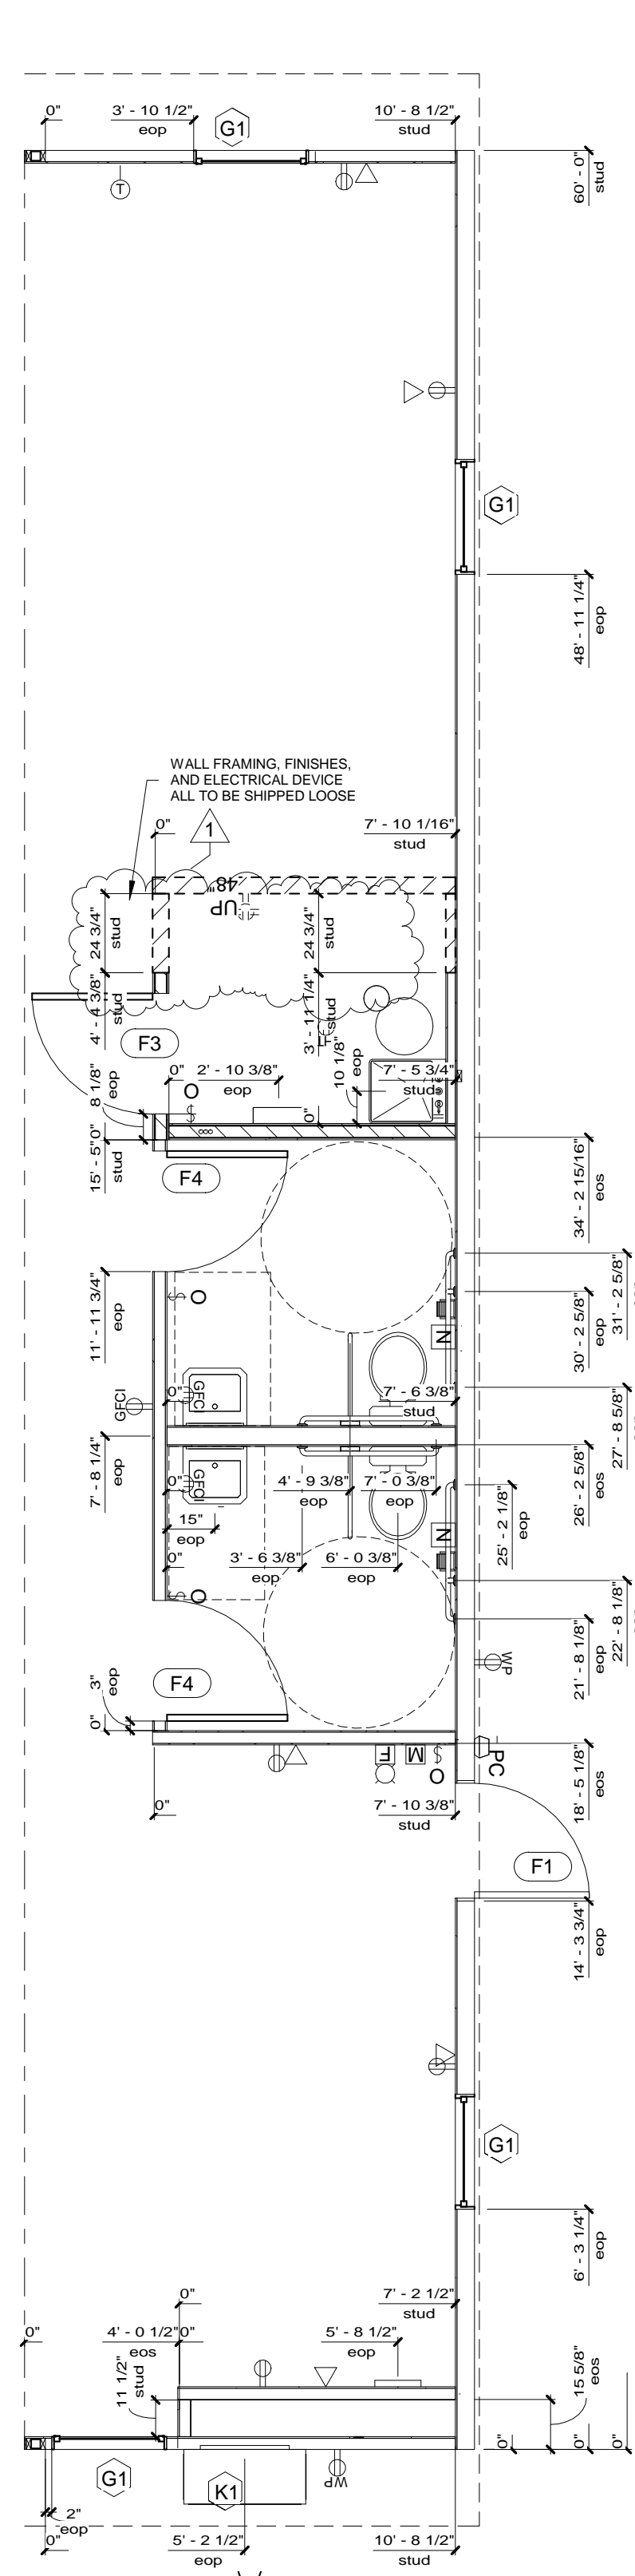 0"
3' - 10 1/2"
eop
G1
10' - 8 1/2"
stud
60' - 0"
stud
T
G1
48' - 11 1/4"
eop
WALL FRAMING, FINISHES,
AND ELECTRICAL DEVICE
ALL TO BE SHIPPED LOOSE
1
0"
7' - 10 1/16"
stud
48"
UP
24 3/4"
stud
24 3/4"
stud
4' - 4 3/8"
stud
3' - 11 1/4"
stud
F3
10 1/8"
eop
0"
2' - 10 3/8"
eop
7' - 5 3/4"
stud
8 1/8"
eop
O
$
0"
0"
15' - 5"
stud
F4
34' - 2 15/16"
eos
31' - 2 5/8"
11' - 11 3/4"
eop
$
O
30' - 2 5/8"
eop
N
GFCI
GFCI
0"
7' - 6 3/8"
stud
27' - 8 5/8"
7' - 8 1/4"
eop
26' - 2 5/8"
eos
GFCI
0"
4' - 9 3/8"
eop
7' - 0 3/8"
eop
25' - 2 1/8"
eop
15"
eop
N
0"
3' - 6 3/8"
eop
6' - 0 3/8"
eop
$
O
22' - 8 1/8"
21' - 8 1/8"
eop
WP
F4
3"
eop
0"
F
M
$
O
PC
18' - 5 1/8"
eos
0"
7' - 10 3/8"
stud
F1
14' - 3 3/4"
eop
G1
6' - 3 1/4"
eop
0"
7' - 2 1/2"
stud
0"
4' - 0 1/2"
eos
0"
5' - 8 1/2"
eop
11 1/2"
stud
15 5/8"
eos
0"
0"
0"
G1
K1
WP
2"
eop
0"
5' - 2 1/2"
eop
10' - 8 1/2"
stud